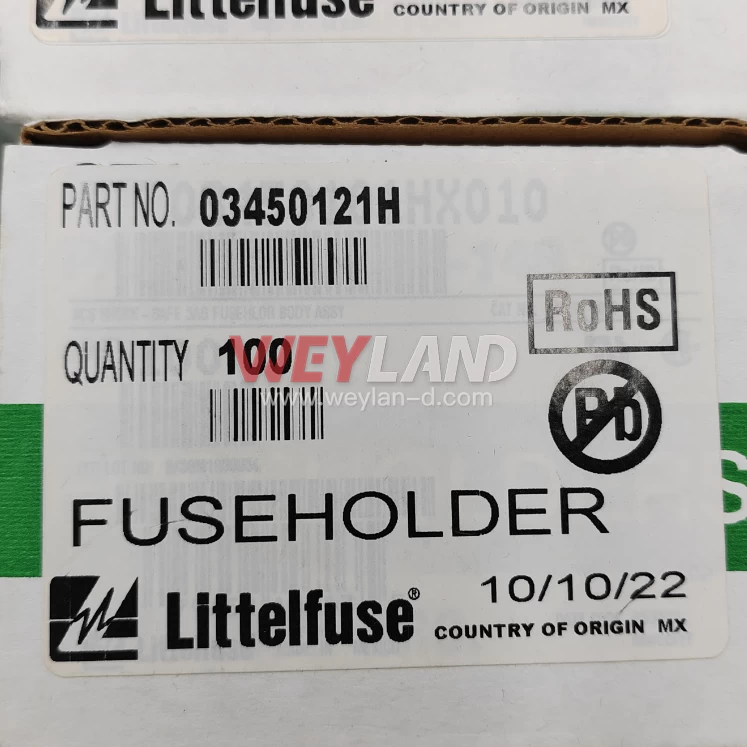 Littelfuse COUNTRY OF ORIGIN MX
PART NO. 03450121H
HX010
RoHS
QUANTITY 100
WEYLAND
www.weylan-d.com
Pb
FUSEHOLDER
10/10/22
Littelfuse® COUNTRY OF ORIGIN MX
S